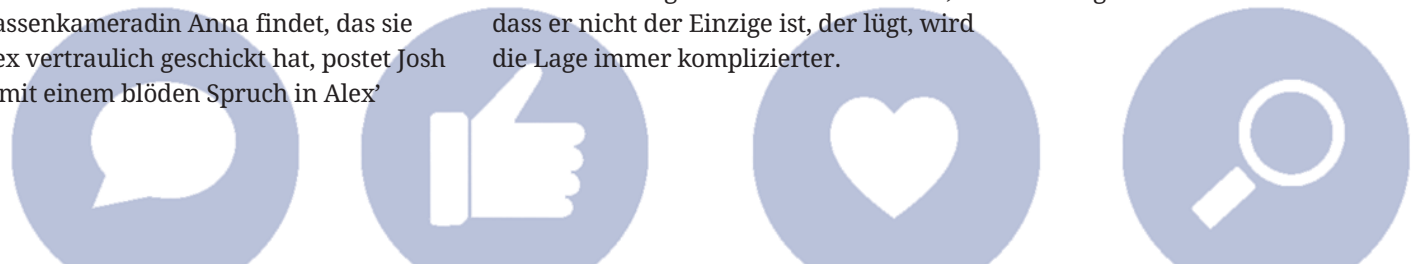 assenkameradin Anna findet, das sie
ex vertraulich geschickt hat, postet Josh
mit einem blöden Spruch in Alex’
dass er nicht der Einzige ist, der lügt, wird
die Lage immer komplizierter.